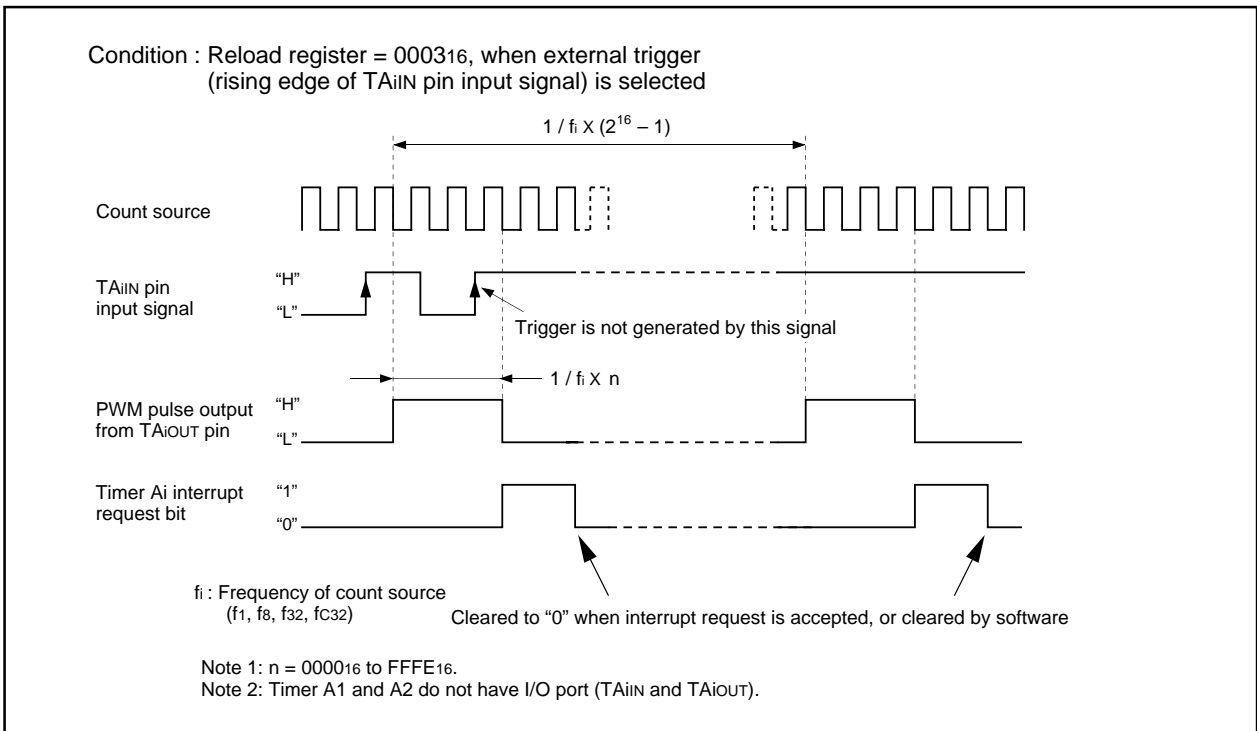 Condition : Reload register = 000316, when external trigger
(rising edge of TAiIN pin input signal) is selected
1 / fi X (2^16 – 1)
Count source
TAiIN pin
input signal
“H”
“L”
Trigger is not generated by this signal
1 / fi X n
PWM pulse output
from TAiOUT pin
“H”
“L”
Timer Ai interrupt
request bit
“1”
“0”
fi : Frequency of count source
(f1, f8, f32, fC32)
Cleared to “0” when interrupt request is accepted, or cleared by software
Note 1: n = 000016 to FFFE16.
Note 2: Timer A1 and A2 do not have I/O port (TAiIN and TAiOUT).